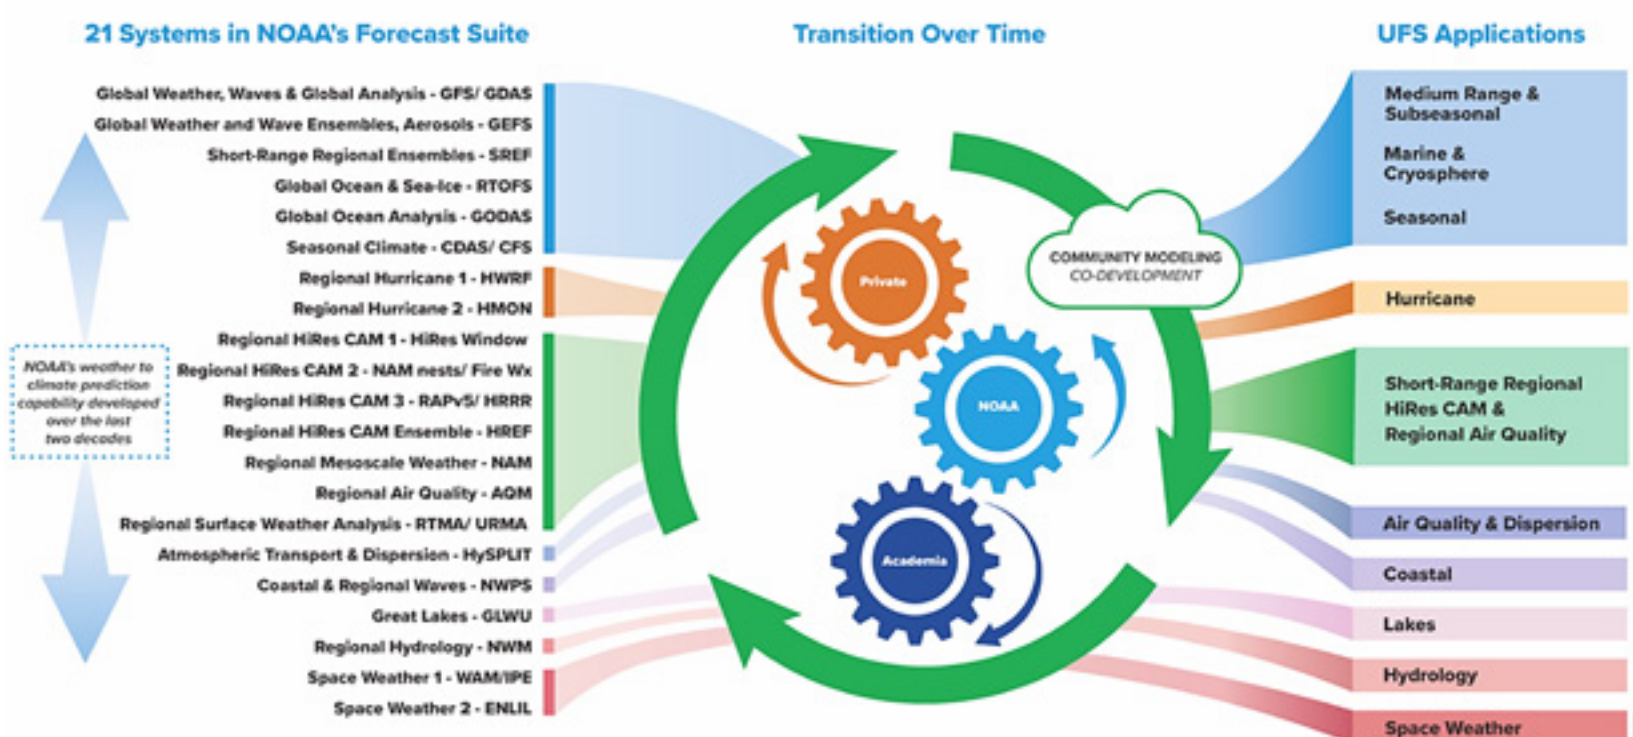 21 Systems in NOAA's Forecast Suite
Transition Over Time
UFS Applications
Global Weather, Waves & Global Analysis - GFS/ GDAS
Global Weather and Wave Ensembles, Aerosols - GEFS
Short-Range Regional Ensembles - SREF
Global Ocean & Sea-Ice - RTOFS
Global Ocean Analysis - GODAS
Seasonal Climate - CDAS/ CFS
Regional Hurricane 1 - HWRF
Regional Hurricane 2 - HMON
Regional HiRes CAM 1 - HiRes Window
Regional HiRes CAM 2 - NAM nests/ Fire Wx
Regional HiRes CAM 3 - RAPv5/ HRRR
Regional HiRes CAM Ensemble - HREF
Regional Mesoscale Weather - NAM
Regional Air Quality - AQM
Regional Surface Weather Analysis - RTMA/ URMA
Atmospheric Transport & Dispersion - HySPLIT
Coastal & Regional Waves - NWPS
Great Lakes - GLWU
Regional Hydrology - NWM
Space Weather 1 - WAM/IPE
Space Weather 2 - ENLIL
NOAA's weather to
climate prediction
capability developed
over the last
two decades
Private
NOAA
Academia
COMMUNITY MODELING
CO-DEVELOPMENT
Medium Range &
Subseasonal
Marine &
Cryosphere
Seasonal
Hurricane
Short-Range Regional
HiRes CAM &
Regional Air Quality
Air Quality & Dispersion
Coastal
Lakes
Hydrology
Space Weather